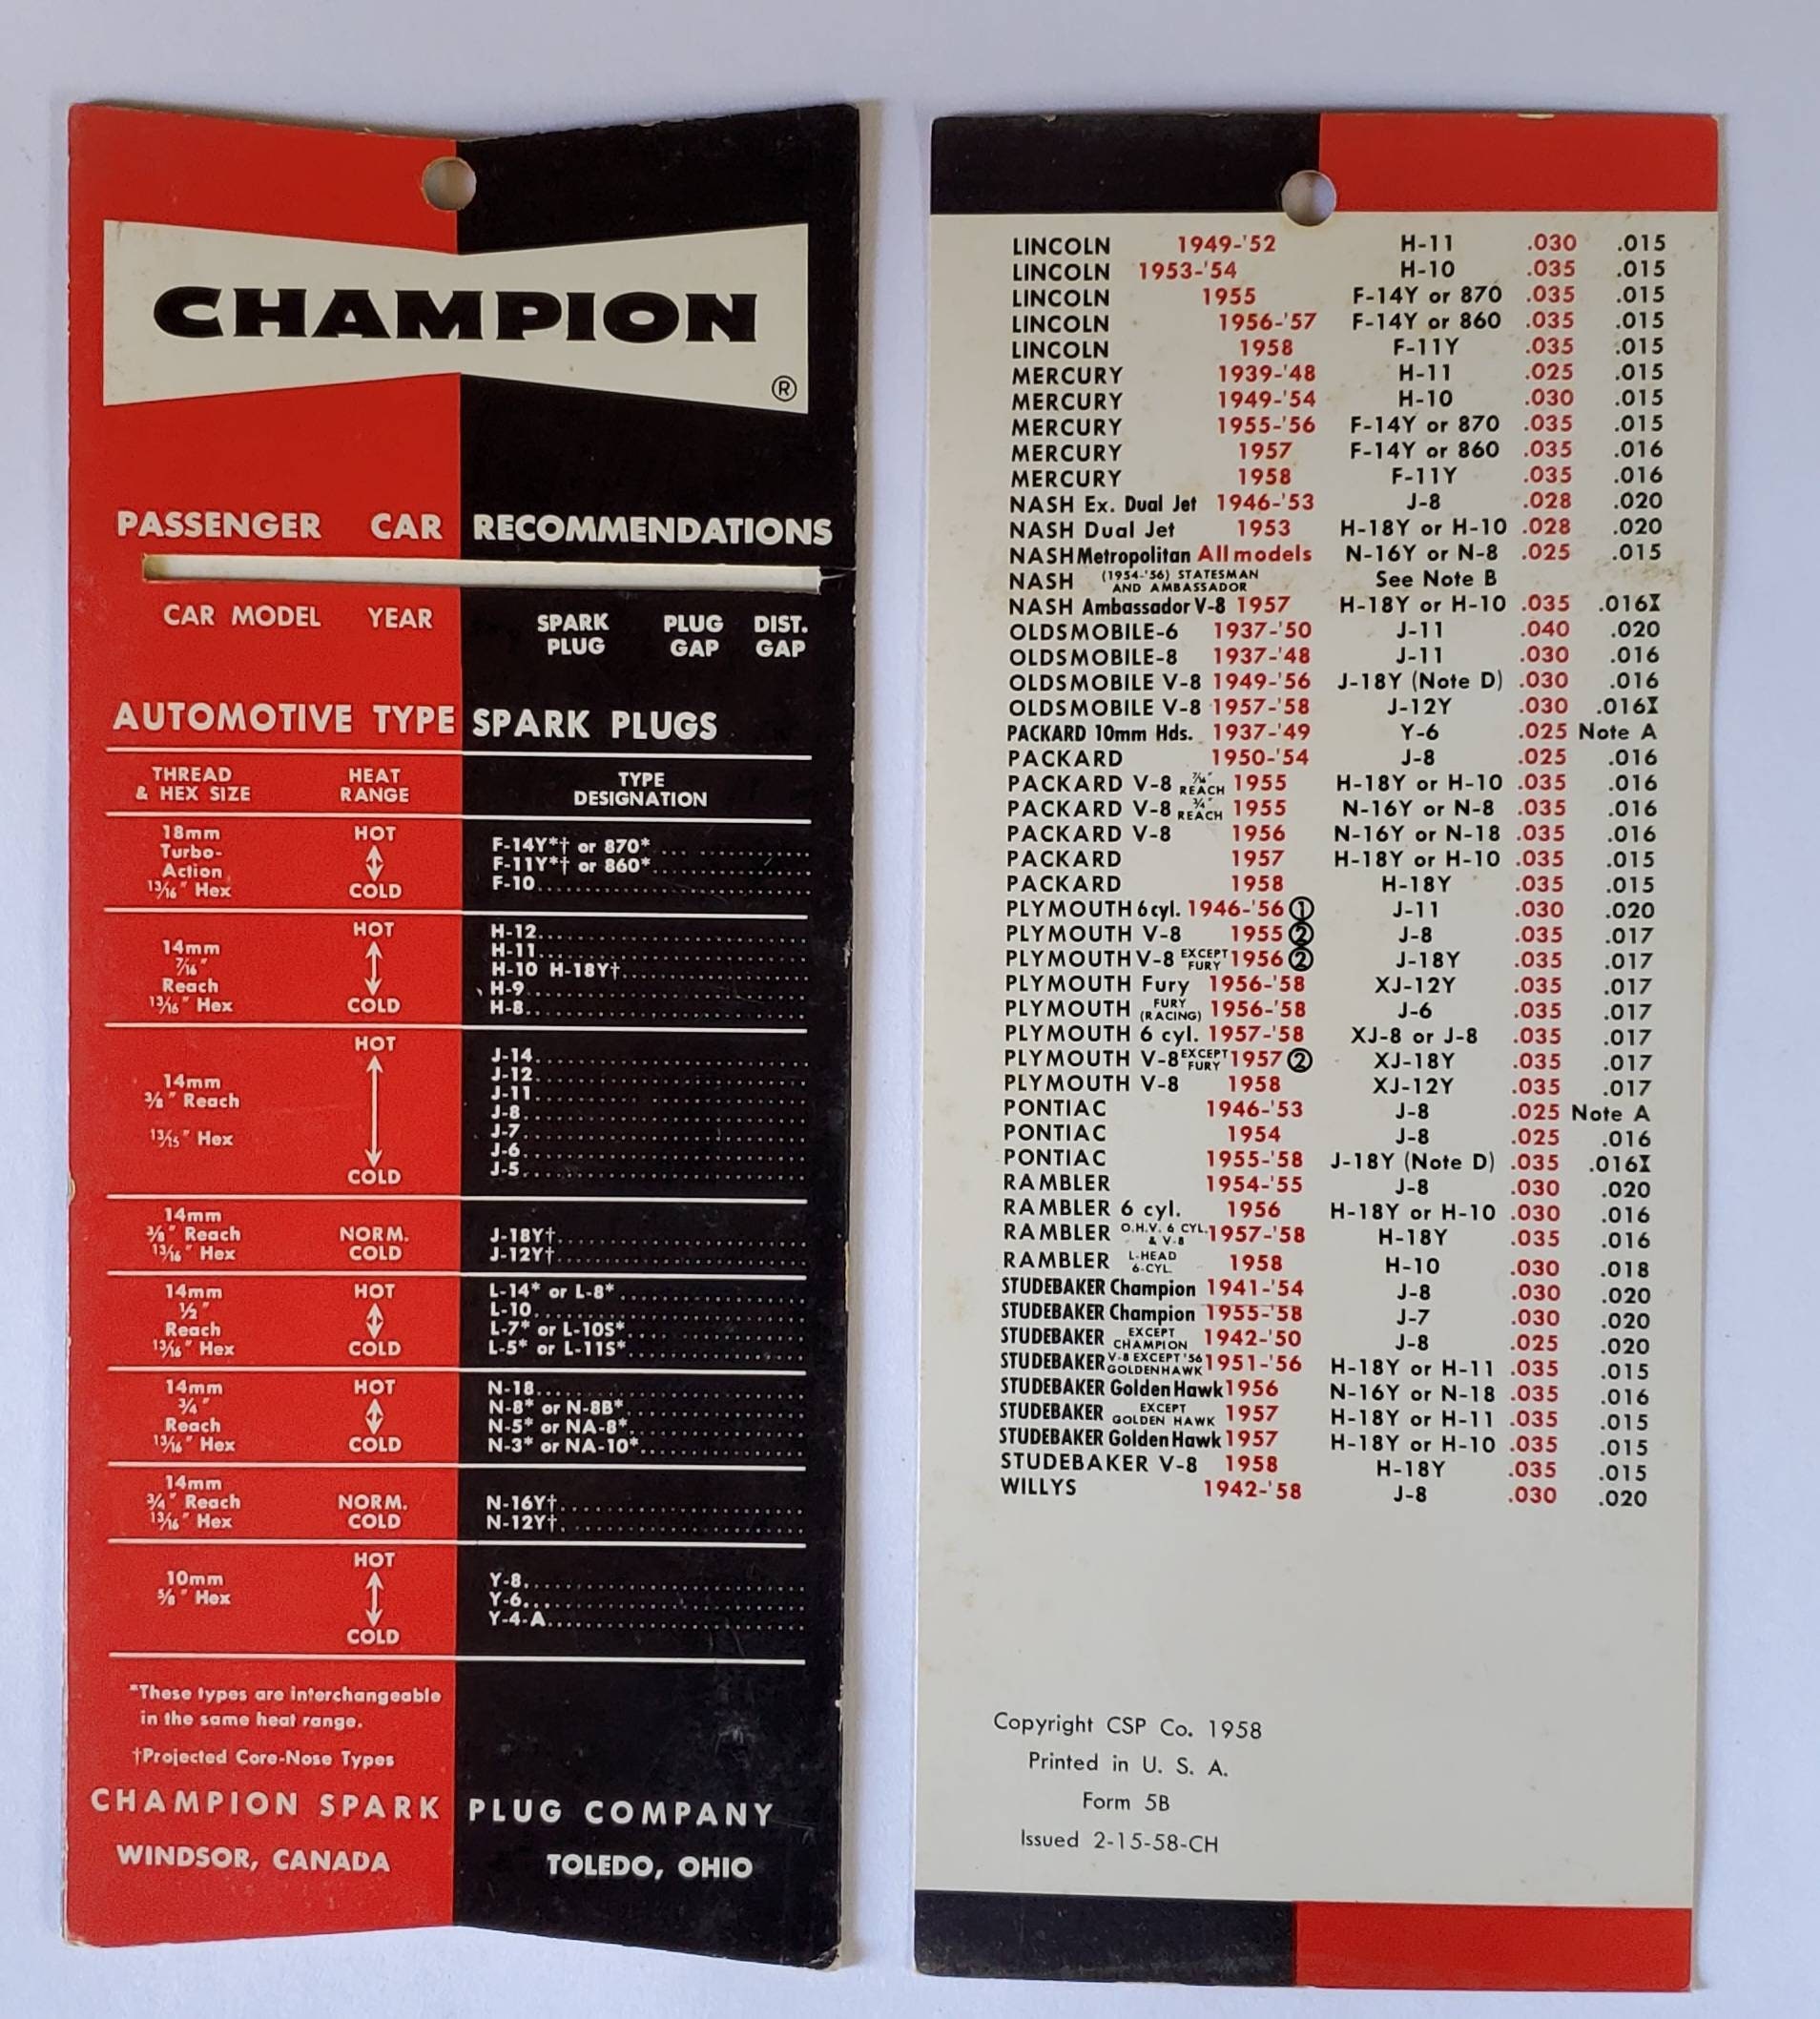 CHAMPION
®
PASSENGER CAR RECOMMENDATIONS
CAR MODEL YEAR SPARK PLUG PLUG GAP DIST. GAP
AUTOMOTIVE TYPE SPARK PLUGS
THREAD & HEX SIZE HEAT RANGE TYPE DESIGNATION
18mm Turbo-Action 13/16" Hex
HOT
COLD
F-14Y*† or 870*
F-11Y*† or 860*
F-10
14mm 7/16" Reach 13/16" Hex
HOT
COLD
H-12
H-11
H-10 H-18Y†
H-9
H-8
14mm 3/8" Reach 13/15" Hex
HOT
COLD
J-14
J-12
J-11
J-8
J-7
J-6
J-5
14mm 3/8" Reach 13/16" Hex
NORM.
COLD
J-18Y†
J-12Y†
14mm 1/2" Reach 13/16" Hex
HOT
COLD
L-14* or L-8*
L-10
L-7* or L-10S*
L-5* or L-11S*
14mm 3/4" Reach 13/16" Hex
HOT
COLD
N-18
N-8* or N-8B*
N-5* or NA-8*
N-3* or NA-10*
14mm 3/4" Reach 13/16" Hex
NORM.
COLD
N-16Y†
N-12Y†
10mm 5/8" Hex
HOT
COLD
Y-8
Y-6
Y-4-A
*These types are interchangeable
in the same heat range.
†Projected Core-Nose Types
CHAMPION SPARK PLUG COMPANY
WINDSOR, CANADA TOLEDO, OHIO
LINCOLN 1949-'52 H-11 .030 .015
LINCOLN 1953-'54 H-10 .035 .015
LINCOLN 1955 F-14Y or 870 .035 .015
LINCOLN 1956-'57 F-14Y or 860 .035 .015
LINCOLN 1958 F-11Y .035 .015
MERCURY 1939-'48 H-11 .025 .015
MERCURY 1949-'54 H-10 .030 .015
MERCURY 1955-'56 F-14Y or 870 .035 .015
MERCURY 1957 F-14Y or 860 .035 .016
MERCURY 1958 F-11Y .035 .016
NASH Ex. Dual Jet 1946-'53 J-8 .028 .020
NASH Dual Jet 1953 H-18Y or H-10 .028 .020
NASH Metropolitan All models N-16Y or N-8 .025 .015
NASH (1954-'56) STATESMAN AND AMBASSADOR See Note B
NASH Ambassador V-8 1957 H-18Y or H-10 .035 .016X
OLDSMOBILE-6 1937-'50 J-11 .040 .020
OLDSMOBILE-8 1937-'48 J-11 .030 .016
OLDSMOBILE V-8 1949-'56 J-18Y (Note D) .030 .016
OLDSMOBILE V-8 1957-'58 J-12Y .030 .016X
PACKARD 10mm Hds. 1937-'49 Y-6 .025 Note A
PACKARD 1950-'54 J-8 .025 .016
PACKARD V-8 7/16" REACH 1955 H-18Y or H-10 .035 .016
PACKARD V-8 3/4" REACH 1955 N-16Y or N-8 .035 .016
PACKARD V-8 1956 N-16Y or N-18 .035 .016
PACKARD 1957 H-18Y or H-10 .035 .015
PACKARD 1958 H-18Y .035 .015
PLYMOUTH 6 cyl. 1946-'56 ① J-11 .030 .020
PLYMOUTH V-8 1955 ② J-8 .035 .017
PLYMOUTH V-8 EXCEPT FURY 1956 ② J-18Y .035 .017
PLYMOUTH Fury 1956-'58 XJ-12Y .035 .017
PLYMOUTH FURY (RACING) 1956-'58 J-6 .035 .017
PLYMOUTH 6 cyl. 1957-'58 XJ-8 or J-8 .035 .017
PLYMOUTH V-8 EXCEPT FURY 1957 ② XJ-18Y .035 .017
PLYMOUTH V-8 1958 XJ-12Y .035 .017
PONTIAC 1946-'53 J-8 .025 Note A
PONTIAC 1954 J-8 .025 .016
PONTIAC 1955-'58 J-18Y (Note D) .035 .016X
RAMBLER 1954-'55 J-8 .030 .020
RAMBLER 6 cyl. 1956 H-18Y or H-10 .030 .016
RAMBLER O.H.V. 6 CYL. & V-8 1957-'58 H-18Y .035 .016
RAMBLER L-HEAD 6-CYL. 1958 H-10 .030 .018
STUDEBAKER Champion 1941-'54 J-8 .030 .020
STUDEBAKER Champion 1955-'58 J-7 .030 .020
STUDEBAKER EXCEPT CHAMPION 1942-'50 J-8 .025 .020
STUDEBAKER V-8 EXCEPT '56 GOLDENHAWK 1951-'56 H-18Y or H-11 .035 .015
STUDEBAKER Golden Hawk 1956 N-16Y or N-18 .035 .016
STUDEBAKER EXCEPT GOLDEN HAWK 1957 H-18Y or H-11 .035 .015
STUDEBAKER Golden Hawk 1957 H-18Y or H-10 .035 .015
STUDEBAKER V-8 1958 H-18Y .035 .015
WILLYS 1942-'58 J-8 .030 .020
Copyright CSP Co. 1958
Printed in U. S. A.
Form 5B
Issued 2-15-58-CH